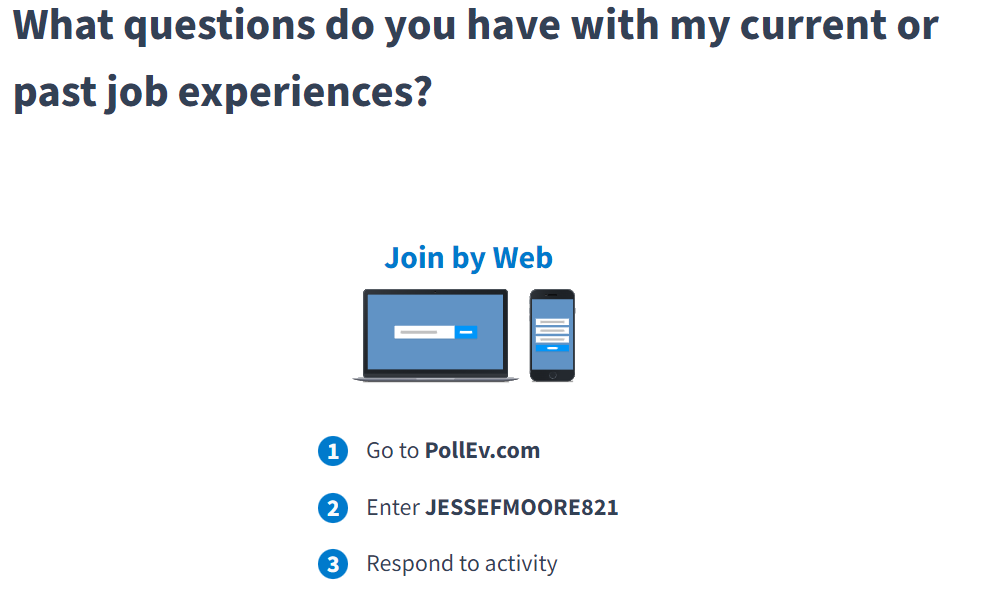 What questions do you have with my current or
past job experiences?
Join by Web
1 Go to PollEv.com
2 Enter JESSEFMOORE821
3 Respond to activity